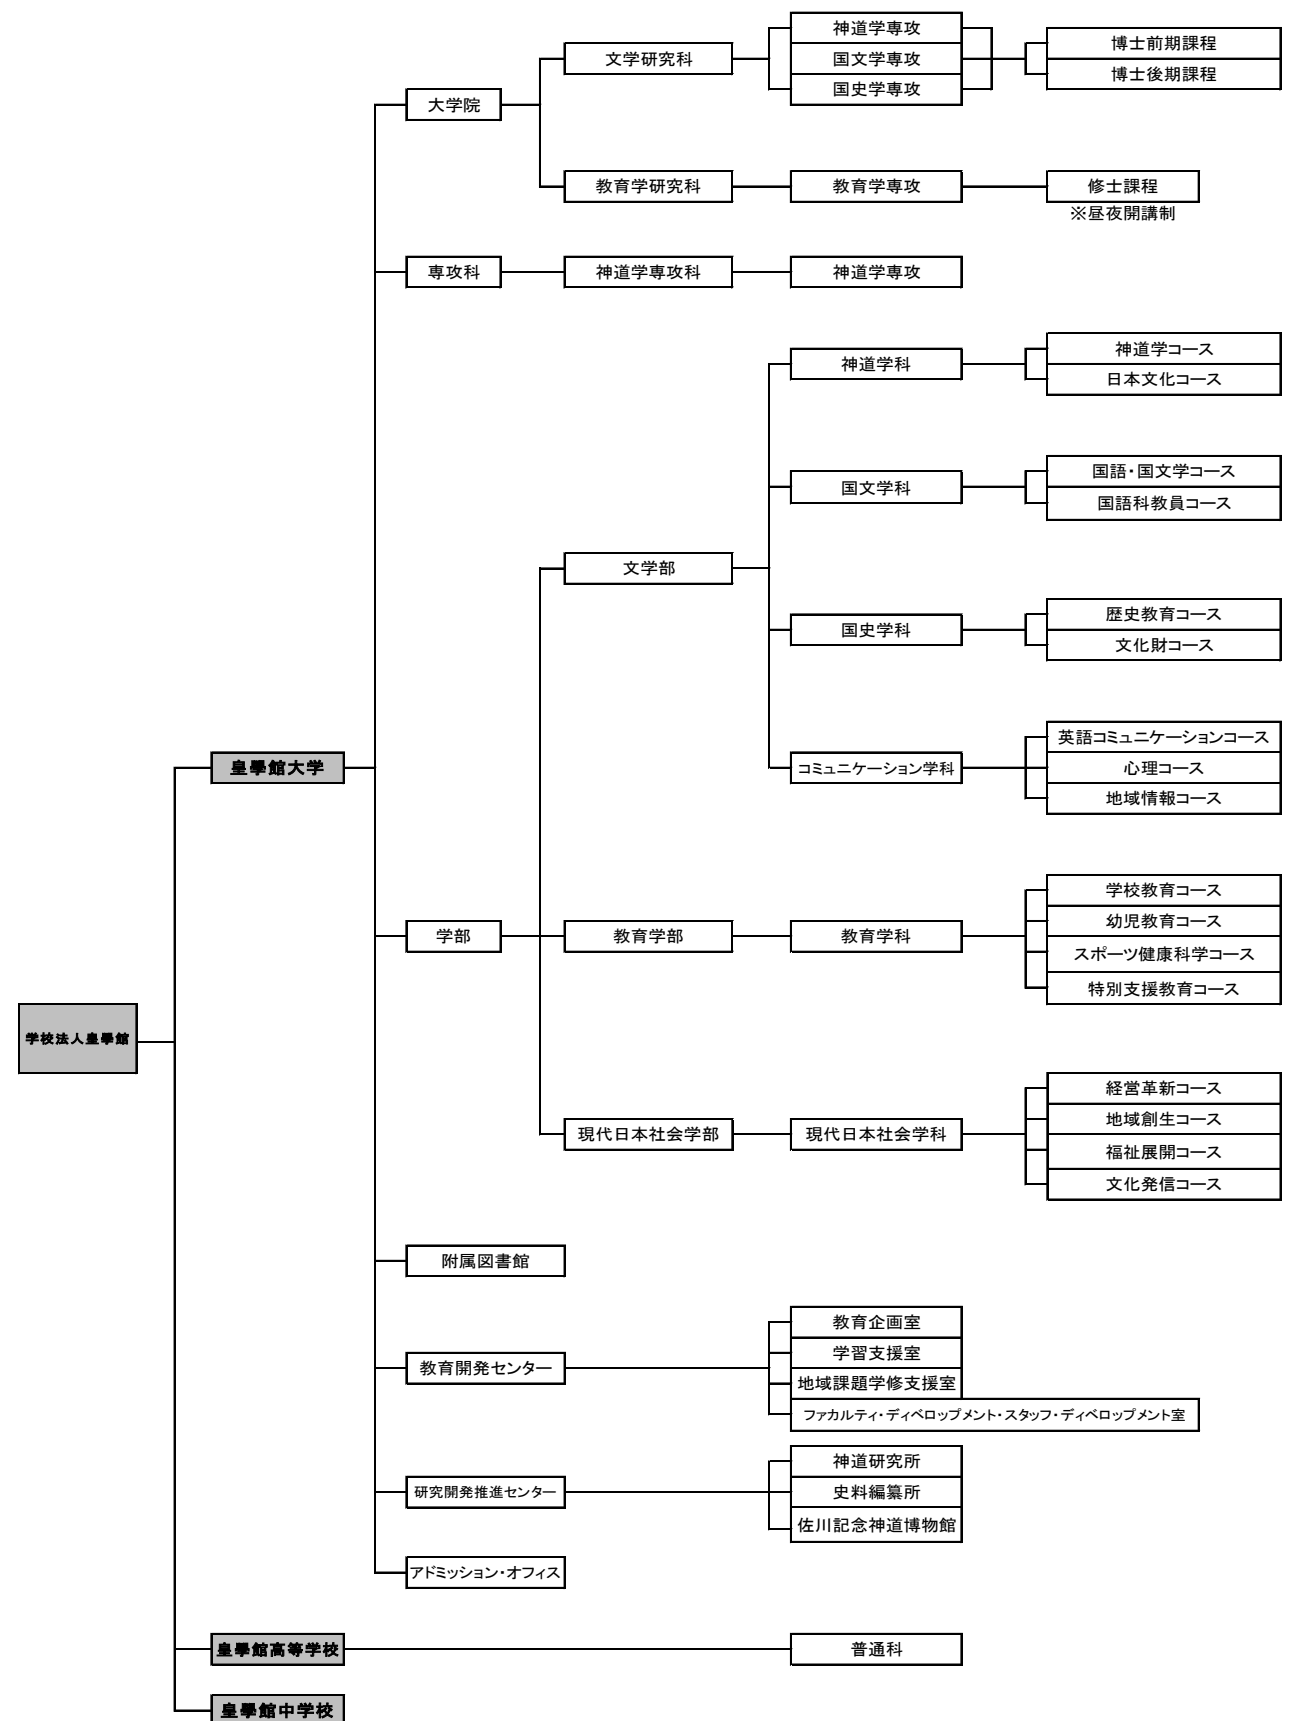 学校法人皇學館
皇學館大学
大学院
文学研究科
神道学専攻
国文学専攻
国史学専攻
博士前期課程
博士後期課程
教育学研究科
教育学専攻
修士課程
※昼夜開講制
専攻科
神道学専攻科
神道学専攻
学部
文学部
神道学科
神道学コース
日本文化コース
国文学科
国語・国文学コース
国語科教員コース
国史学科
歴史教育コース
文化財コース
コミュニケーション学科
英語コミュニケーションコース
心理コース
地域情報コース
教育学部
教育学科
学校教育コース
幼児教育コース
スポーツ健康科学コース
特別支援教育コース
現代日本社会学部
現代日本社会学科
経営革新コース
地域創生コース
福祉展開コース
文化発信コース
附属図書館
教育開発センター
教育企画室
学習支援室
地域課題学修支援室
ファカルティ・ディベロップメント・スタッフ・ディベロップメント室
研究開発推進センター
神道研究所
史料編纂所
佐川記念神道博物館
アドミッション・オフィス
皇學館高等学校
普通科
皇學館中学校